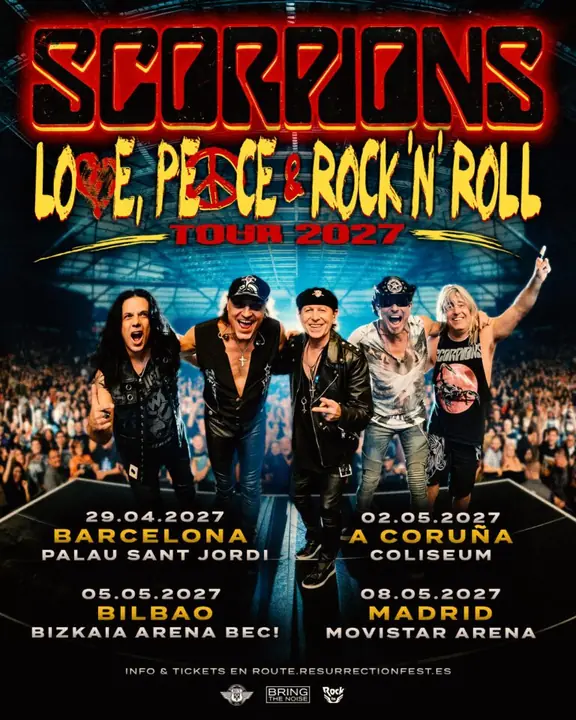 SCORPIONS
LOVE, PEACE & ROCK 'N' ROLL
TOUR 2027
SCORPIONS
29.04.2027
BARCELONA
PALAU SANT JORDI
02.05.2027
A CORUÑA
COLISEUM
05.05.2027
BILBAO
BIZKAIA ARENA BEC!
08.05.2027
MADRID
MOVISTAR ARENA
INFO & TICKETS EN ROUTE.RESURRECTIONFEST.ES
BRING
THE NOISE
Rock